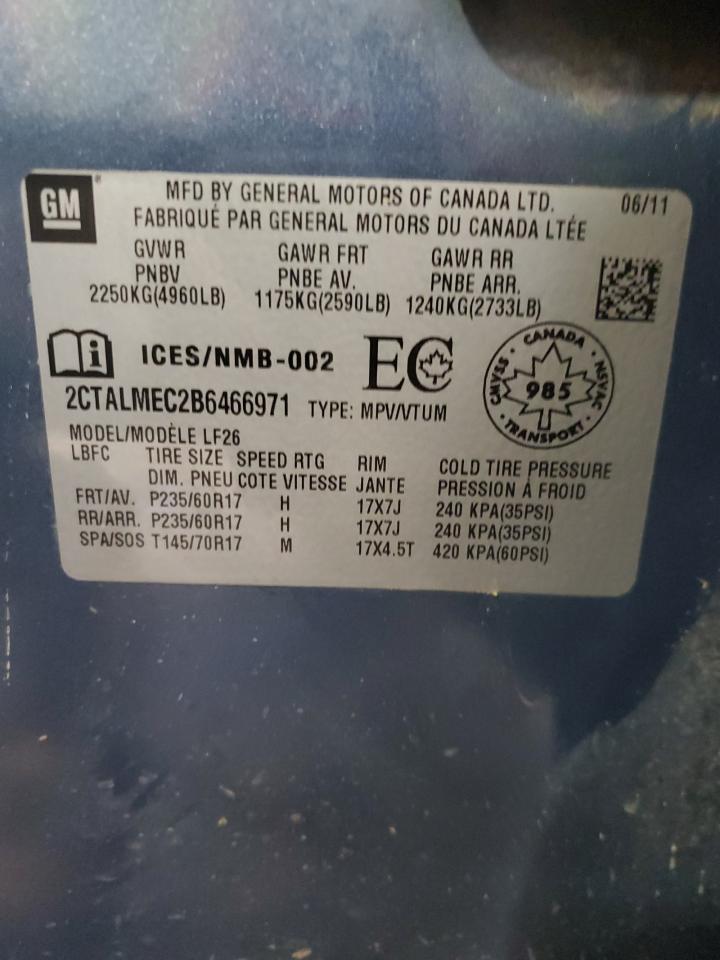 GM
MFD BY GENERAL MOTORS OF CANADA LTD. 06/11
FABRIQUÉ PAR GENERAL MOTORS DU CANADA LTÉE
GVWR GAWR FRT GAWR RR
PNBV PNBE AV. PNBE ARR.
2250KG(4960LB) 1175KG(2590LB) 1240KG(2733LB)
ICES/NMB-002 EC
CANADA
CMVSS 985 NSVAC
TRANSPORT
2CTALMEC2B6466971 TYPE: MPV/VTUM
MODEL/MODÈLE LF26
LBFC TIRE SIZE SPEED RTG RIM COLD TIRE PRESSURE
DIM. PNEU COTE VITESSE JANTE PRESSION À FROID
FRT/AV. P235/60R17 H 17X7J 240 KPA(35PSI)
RR/ARR. P235/60R17 H 17X7J 240 KPA(35PSI)
SPA/SOS T145/70R17 M 17X4.5T 420 KPA(60PSI)